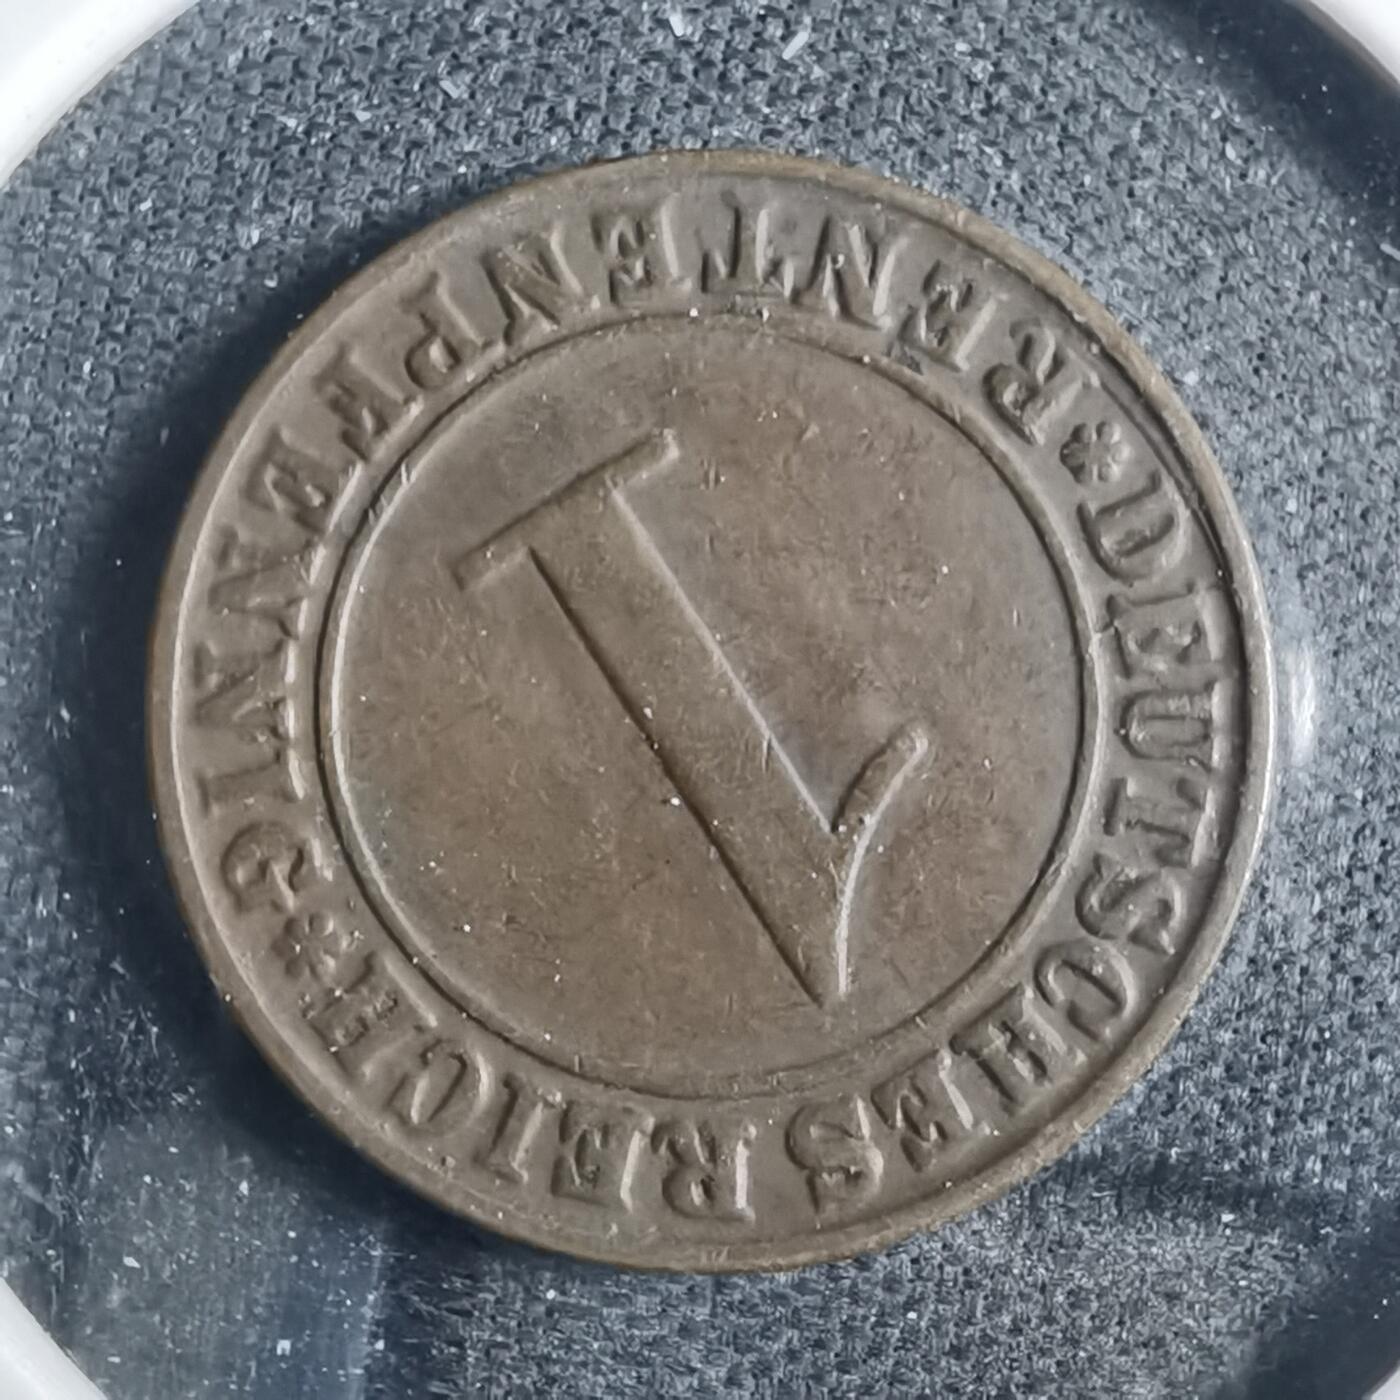 DEUTSCHES REICH
1
RENTENPFENNIG